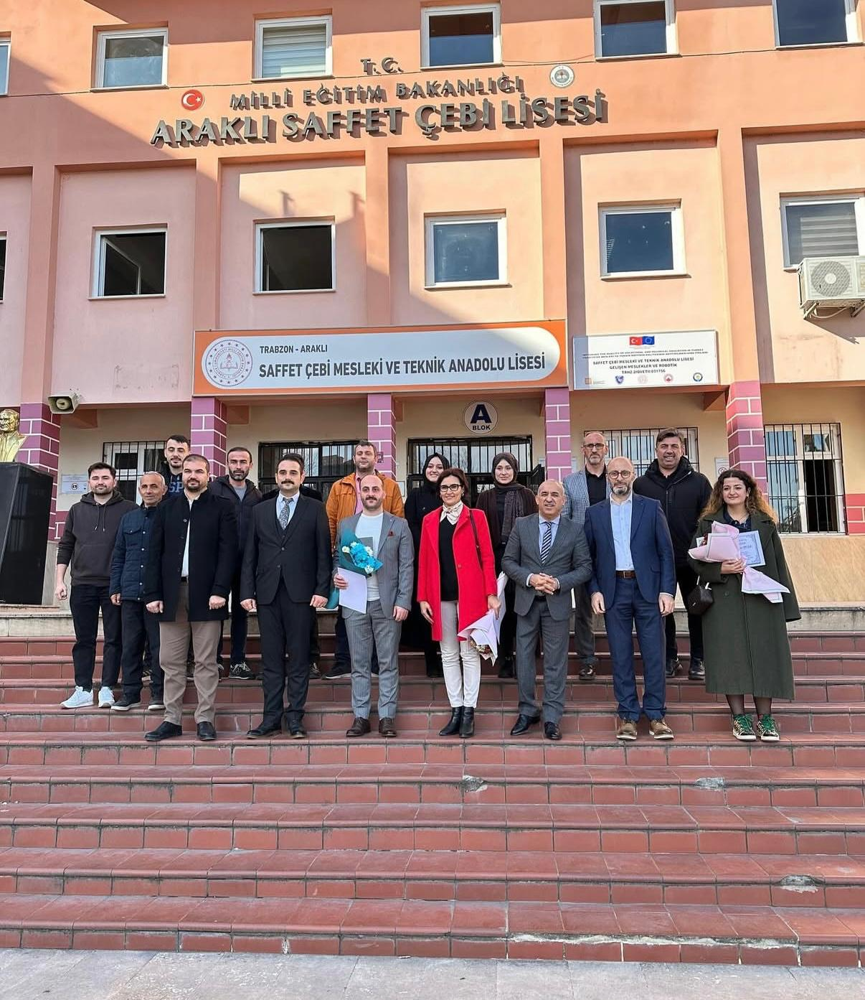 T.C.
MİLLİ EĞİTİM BAKANLIĞI
ARAKLI SAFFET ÇEBİ LİSESİ
TRABZON - ARAKLI
SAFFET ÇEBİ MESLEKİ VE TEKNİK ANADOLU LİSESİ
SAFFET ÇEBİ MESLEKİ VE TEKNİK ANADOLU LİSESİ
GELİŞEN MESLEKLER VE ROBOTİK
A
BLOK